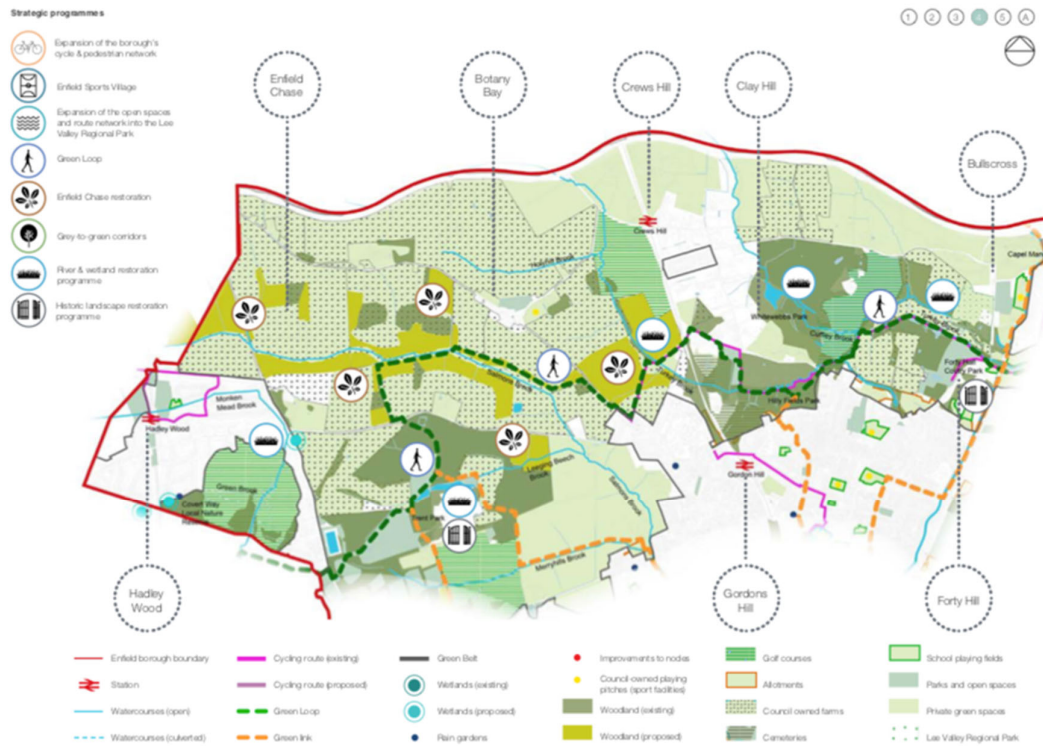 Strategic programmes
1 2 3 4 5 A
Expansion of the borough's
cycle & pedestrian network
Enfield Sports Village
Expansion of the open spaces
and route network into the Lee
Valley Regional Park
Green Loop
Enfield Chase restoration
Grey-to-green corridors
River & wetland restoration
programme
Historic landscape restoration
programme
Enfield
Chase
Botany
Bay
Crews Hill
Clay Hill
Bullscross
Crews Hill
Capel
Whitewebbs Park
Cuffley Brook
Turkey Brook
Salmons Brook
Forty Hall
Country Park
Hilly Fields Park
Monken
Mead Brook
Hadley Wood
Leeging Beech
Brook
Salmons Brook
Gordon Hill
Green Brook
Covert Way
Local Nature
Reserve
Trent Park
Merryhills Brook
Hadley
Wood
Gordons
Hill
Forty Hill
Enfield borough boundary
Station
Watercourses (open)
Watercourses (culverted)
Cycling route (existing)
Cycling route (proposed)
Green Loop
Green link
Green Belt
Wetlands (existing)
Wetlands (proposed)
Rain gardens
Improvements to nodes
Council owned playing
pitches (sport facilities)
Woodland (existing)
Woodland (proposed)
Golf courses
Allotments
Council owned farms
Cemeteries
School playing fields
Parks and open spaces
Private green spaces
Lee Valley Regional Park